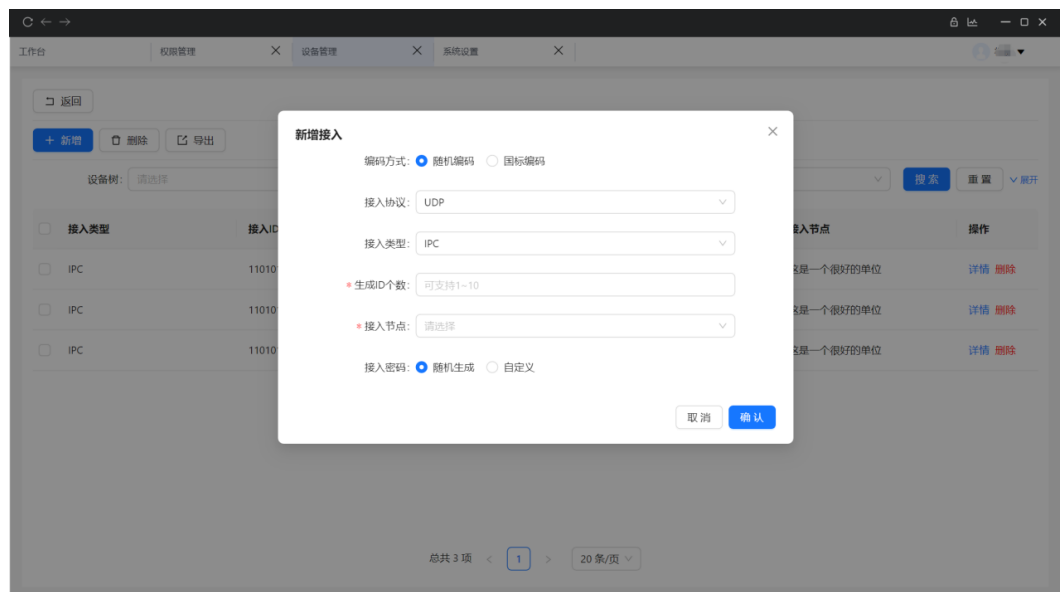 工作台 权限管理 设备管理 系统设置
返回
新增 删除 导出
设备树: 请选择 搜索 重置 展开
接入类型 接入ID 接入节点 操作
IPC 11010 这是一个很好的单位 详情 删除
IPC 11010 这是一个很好的单位 详情 删除
IPC 11010 这是一个很好的单位 详情 删除
总共 3 项 < 1 > 20 条/页
新增接入
编码方式: 随机编码 国标编码
接入协议: UDP
接入类型: IPC
* 生成ID个数: 可支持1~10
* 接入节点: 请选择
接入密码: 随机生成 自定义
取消 确认